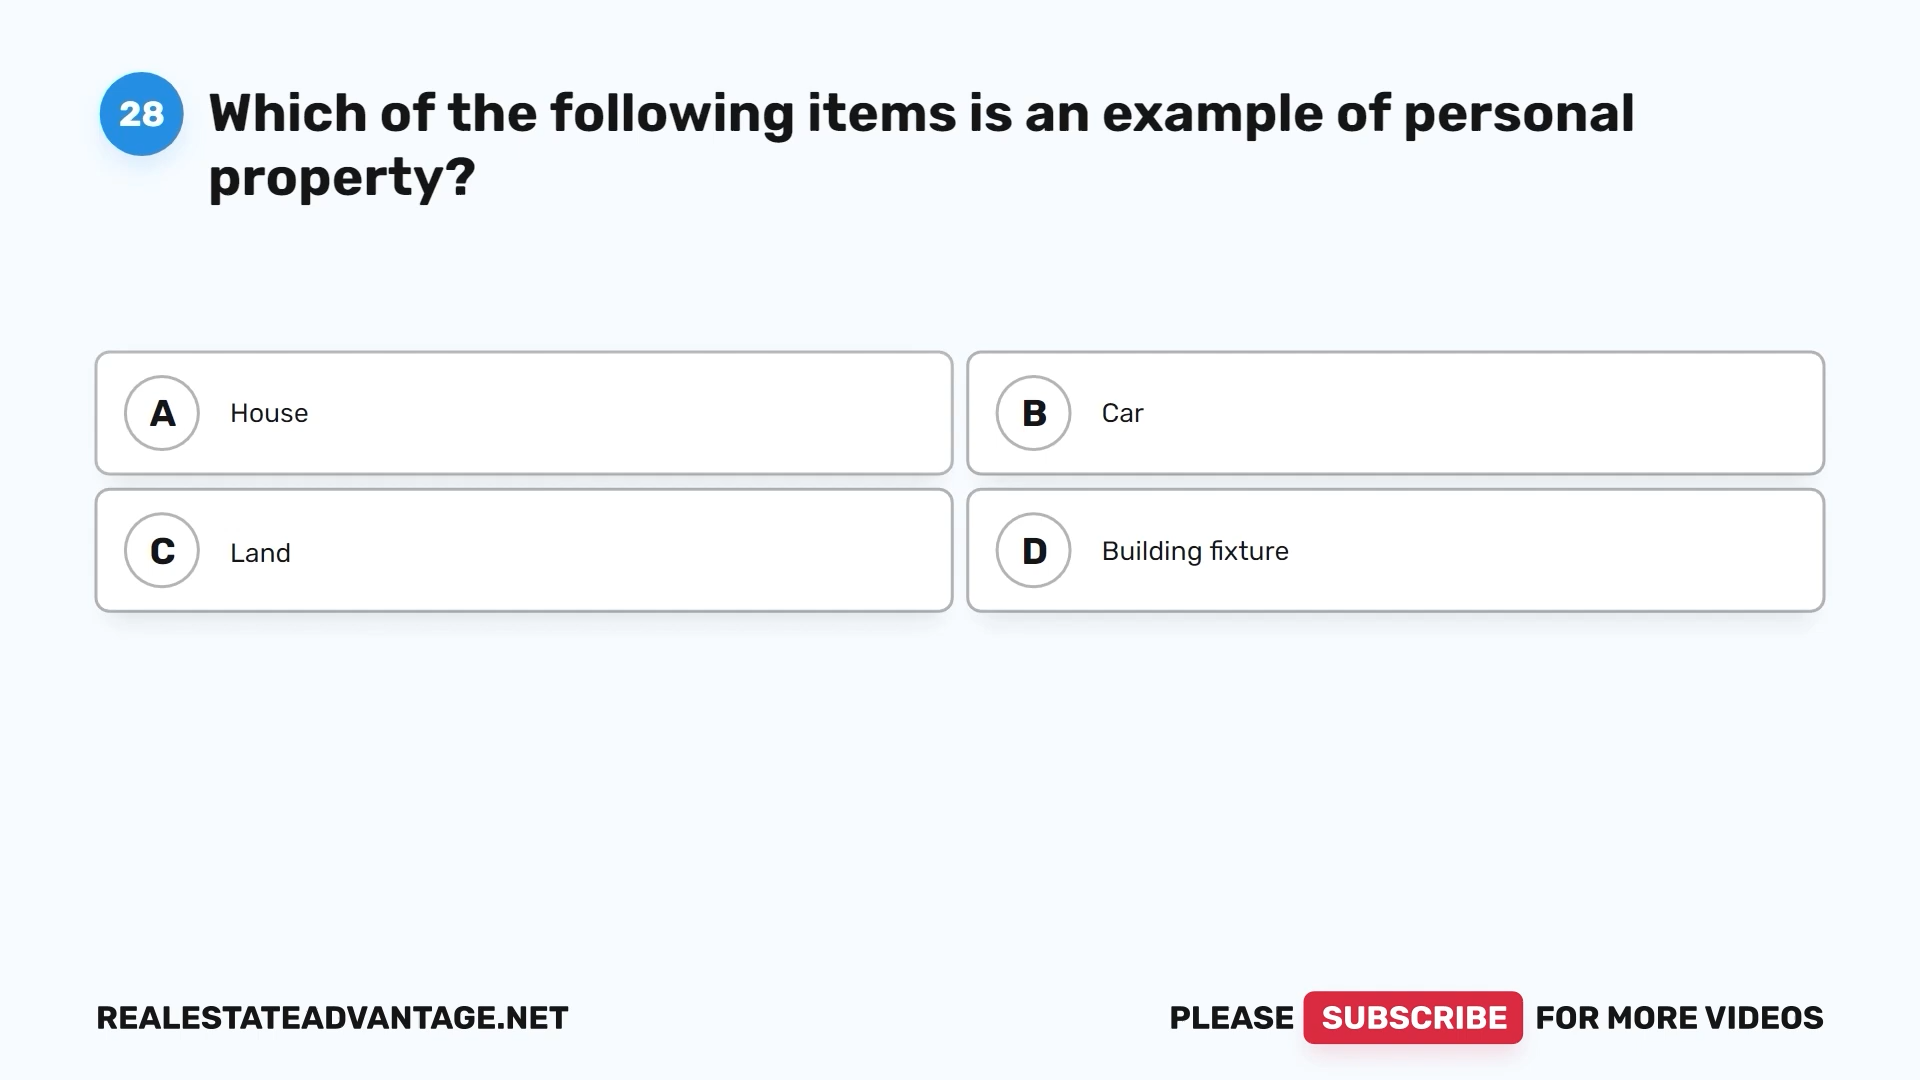 28
Which of the following items is an example of personal
property?
A House
B Car
C Land
D Building fixture
REALESTATEADVANTAGE.NET
PLEASE SUBSCRIBE FOR MORE VIDEOS